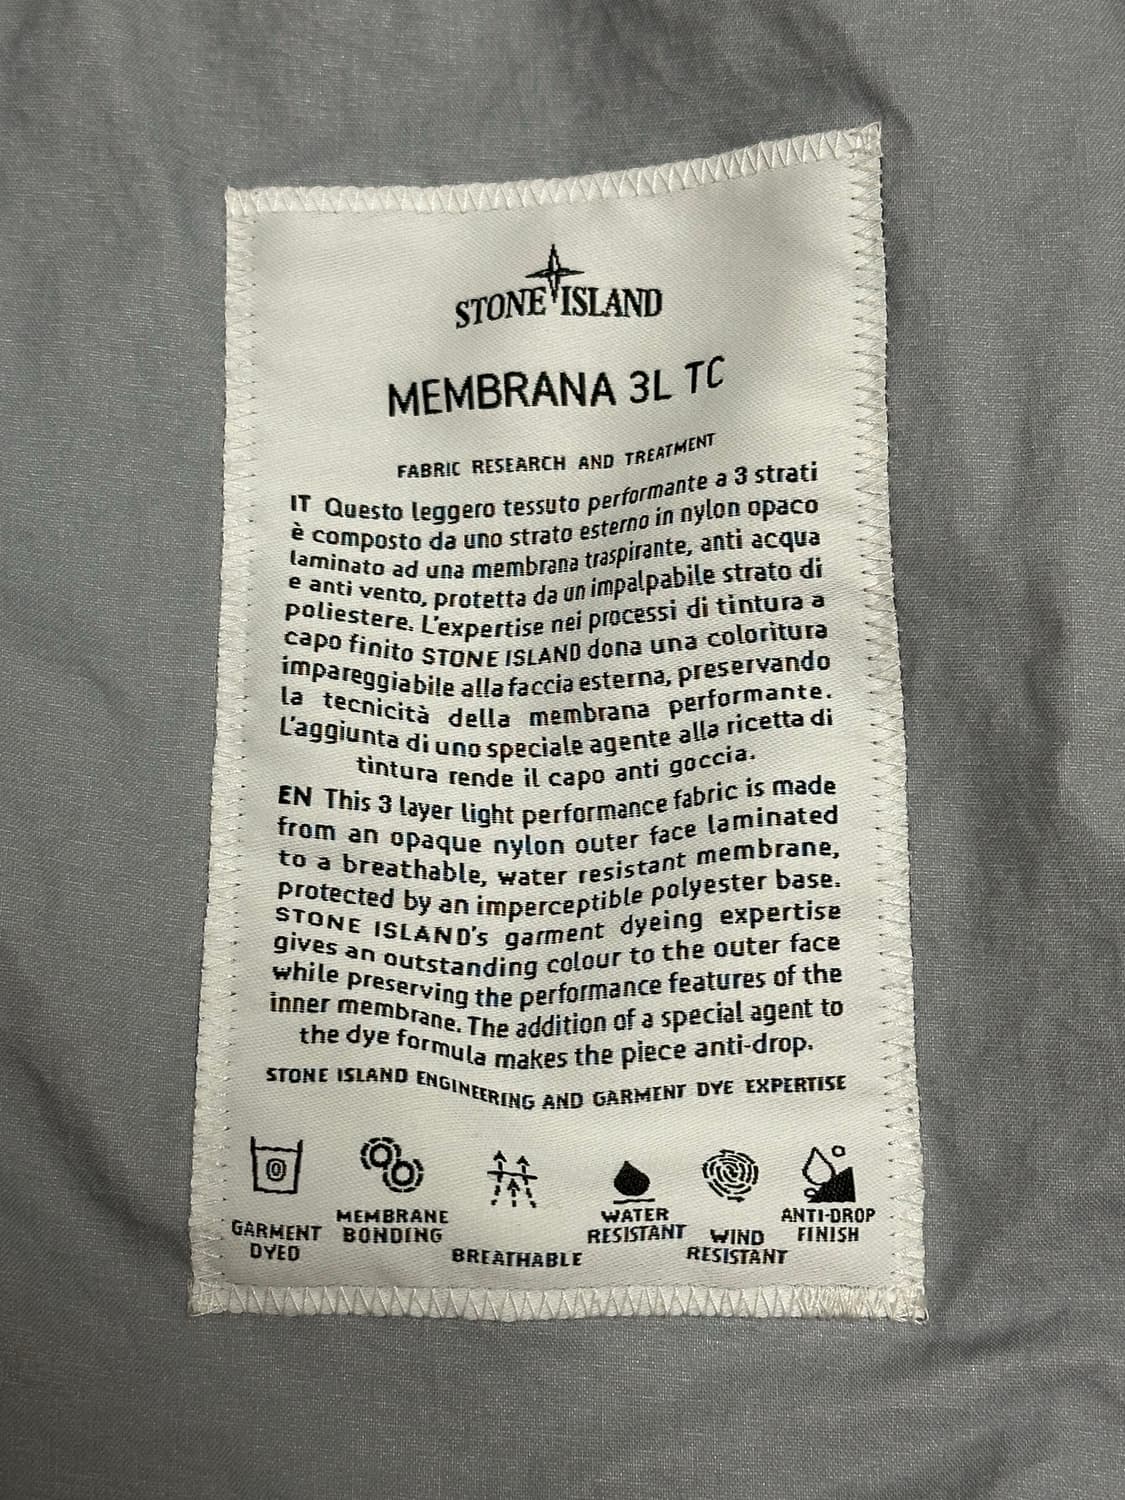 STONE ISLAND
MEMBRANA 3L TC
FABRIC RESEARCH AND TREATMENT
IT Questo leggero tessuto performante a 3 strati
è composto da uno strato esterno in nylon opaco
laminato ad una membrana traspirante, anti acqua
e anti vento, protetta da un impalpabile strato di
poliestere. L'expertise nei processi di tintura a
capo finito STONE ISLAND dona una coloritura
impareggiabile alla faccia esterna, preservando
la tecnicità della membrana performante.
L'aggiunta di uno speciale agente alla ricetta di
tintura rende il capo anti goccia.
EN This 3 layer light performance fabric is made
from an opaque nylon outer face laminated
to a breathable, water resistant membrane,
protected by an imperceptible polyester base.
STONE ISLAND's garment dyeing expertise
gives an outstanding colour to the outer face
while preserving the performance features of the
inner membrane. The addition of a special agent to
the dye formula makes the piece anti-drop.
STONE ISLAND ENGINEERING AND GARMENT DYE EXPERTISE
GARMENT
DYED
MEMBRANE
BONDING
BREATHABLE
WATER
RESISTANT
WIND
RESISTANT
ANTI-DROP
FINISH